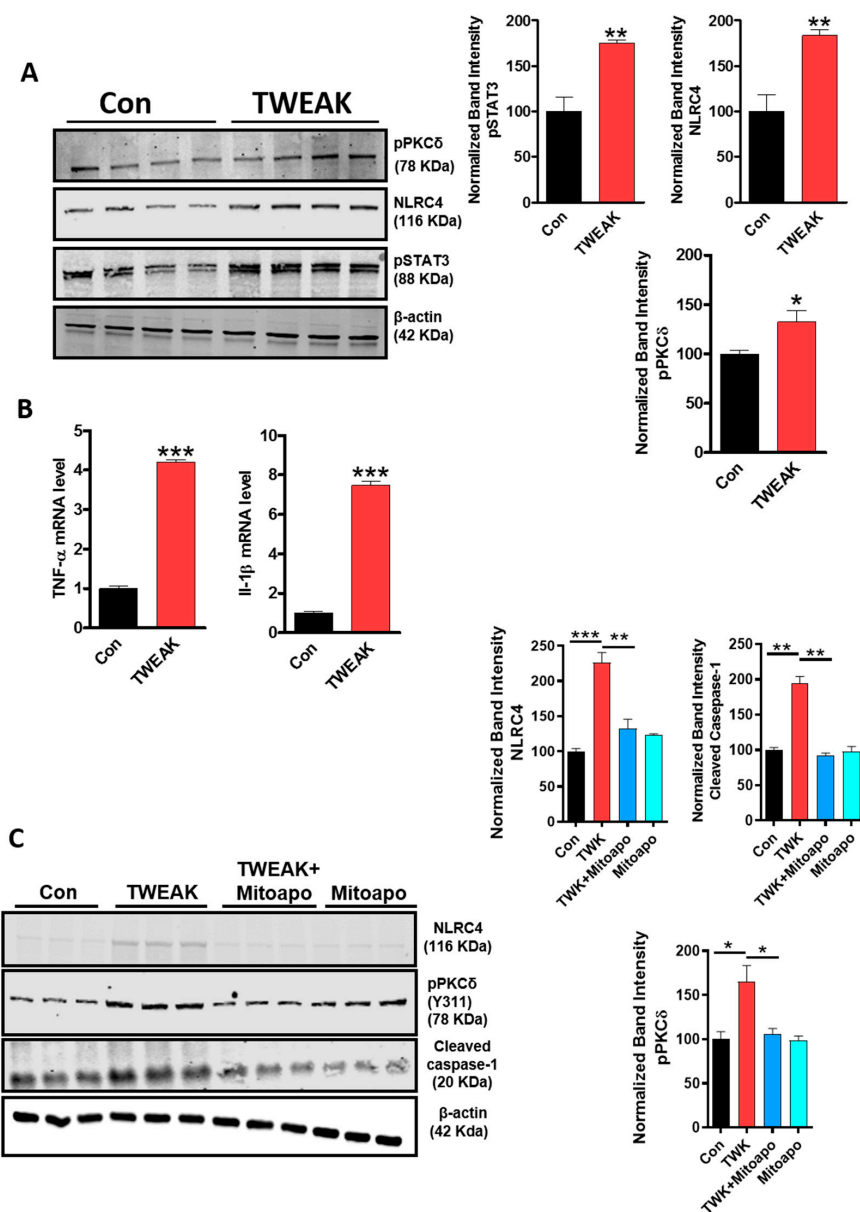 A
Con TWEAK
pPKCδ
(78 KDa)
NLRC4
(116 KDa)
pSTAT3
(88 KDa)
β-actin
(42 KDa)
Normalized Band Intensity
pSTAT3
200
150
100
50
0
**
Con
TWEAK
Normalized Band Intensity
NLRC4
200
150
100
50
0
**
Con
TWEAK
Normalized Band Intensity
pPKCδ
200
150
100
50
0
*
Con
TWEAK
B
TNF-α mRNA level
5
4
3
2
1
0
***
Con
TWEAK
Il-1β mRNA level
10
8
6
4
2
0
***
Con
TWEAK
Normalized Band Intensity
NLRC4
250
200
150
100
50
0
*** **
Con
TWK
TWK+Mitoapo
Mitoapo
Normalized Band Intensity
Cleaved Casepase-1
250
200
150
100
50
0
** **
Con
TWK
TWK+Mitoapo
Mitoapo
C
Con TWEAK TWEAK+
Mitoapo Mitoapo
NLRC4
(116 KDa)
pPKCδ
(Y311)
(78 KDa)
Cleaved
caspase-1
(20 KDa)
β-actin
(42 Kda)
Normalized Band Intensity
pPKCδ
200
150
100
50
0
* *
Con
TWK
TWK+Mitoapo
Mitoapo